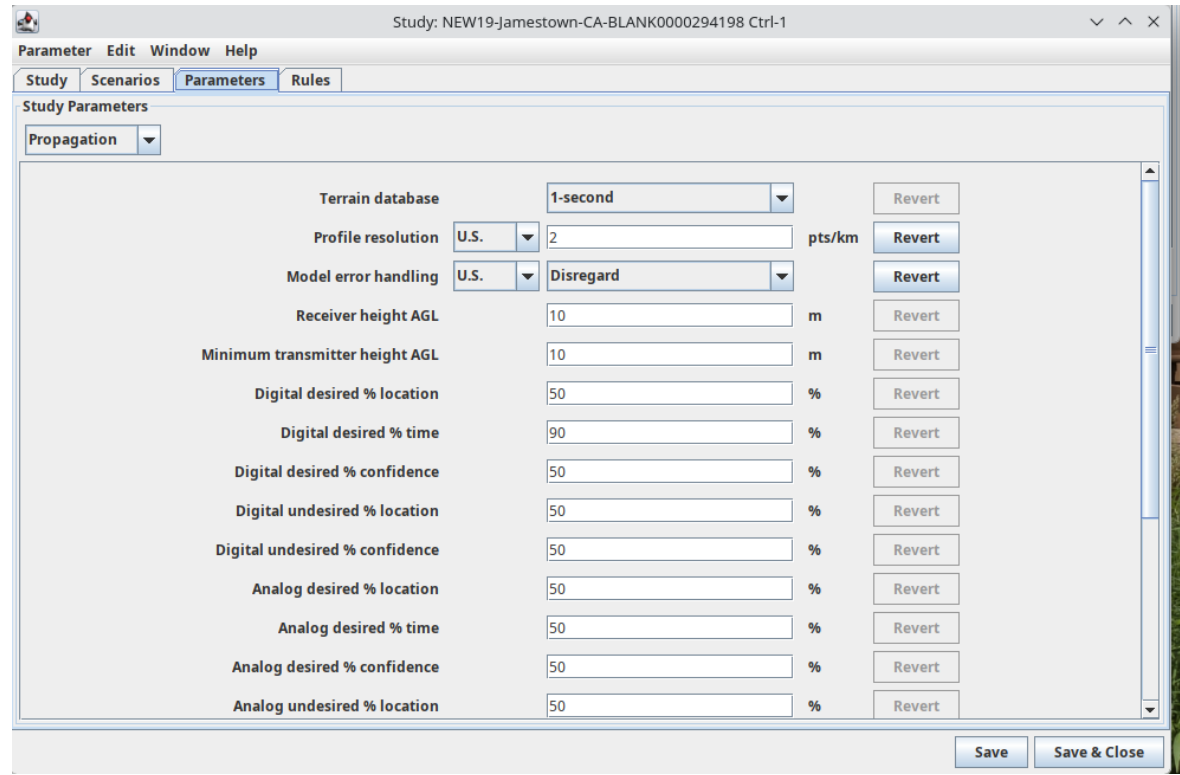 Study: NEW19-Jamestown-CA-BLANK0000294198 Ctrl-1
Parameter Edit Window Help
Study Scenarios Parameters Rules
Study Parameters
Propagation
Terrain database 1-second Revert
Profile resolution U.S. 2 pts/km Revert
Model error handling U.S. Disregard Revert
Receiver height AGL 10 m Revert
Minimum transmitter height AGL 10 m Revert
Digital desired % location 50 % Revert
Digital desired % time 90 % Revert
Digital desired % confidence 50 % Revert
Digital undesired % location 50 % Revert
Digital undesired % confidence 50 % Revert
Analog desired % location 50 % Revert
Analog desired % time 50 % Revert
Analog desired % confidence 50 % Revert
Analog undesired % location 50 % Revert
Save Save & Close